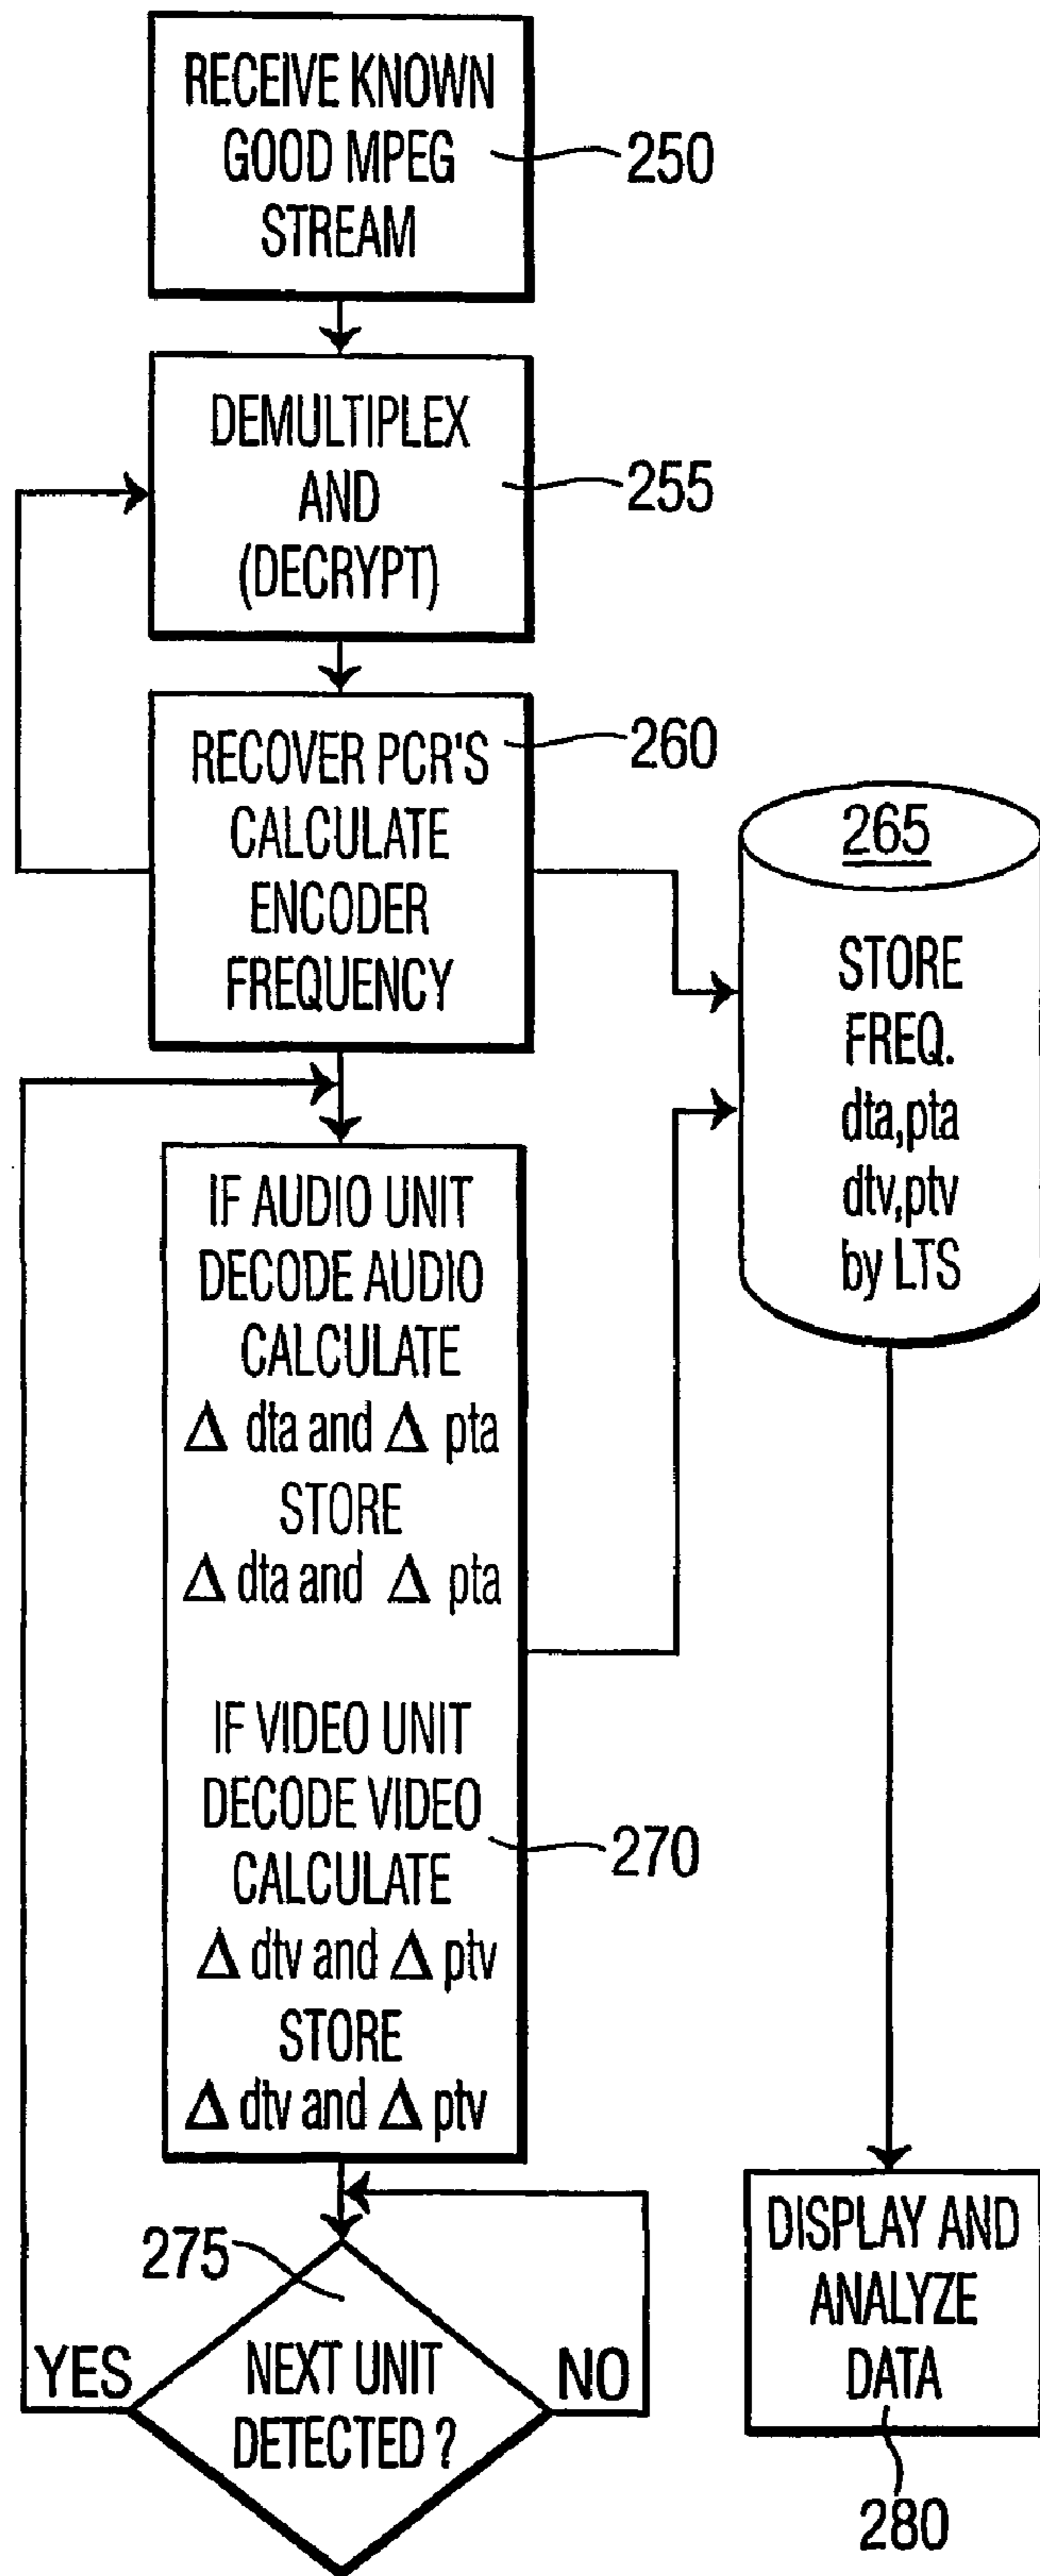 RECEIVE KNOWN
GOOD MPEG
STREAM
250
DEMULTIPLEX
AND
(DECRYPT)
255
RECOVER PCR'S
CALCULATE
ENCODER
FREQUENCY
260
265
STORE
FREQ.
dta,pta
dtv,ptv
by LTS
IF AUDIO UNIT
DECODE AUDIO
CALCULATE
Δ dta and Δ pta
STORE
Δ dta and Δ pta
IF VIDEO UNIT
DECODE VIDEO
CALCULATE
Δ dtv and Δ ptv
STORE
Δ dtv and Δ ptv
270
275
NEXT UNIT
DETECTED ?
YES
NO
DISPLAY AND
ANALYZE
DATA
280